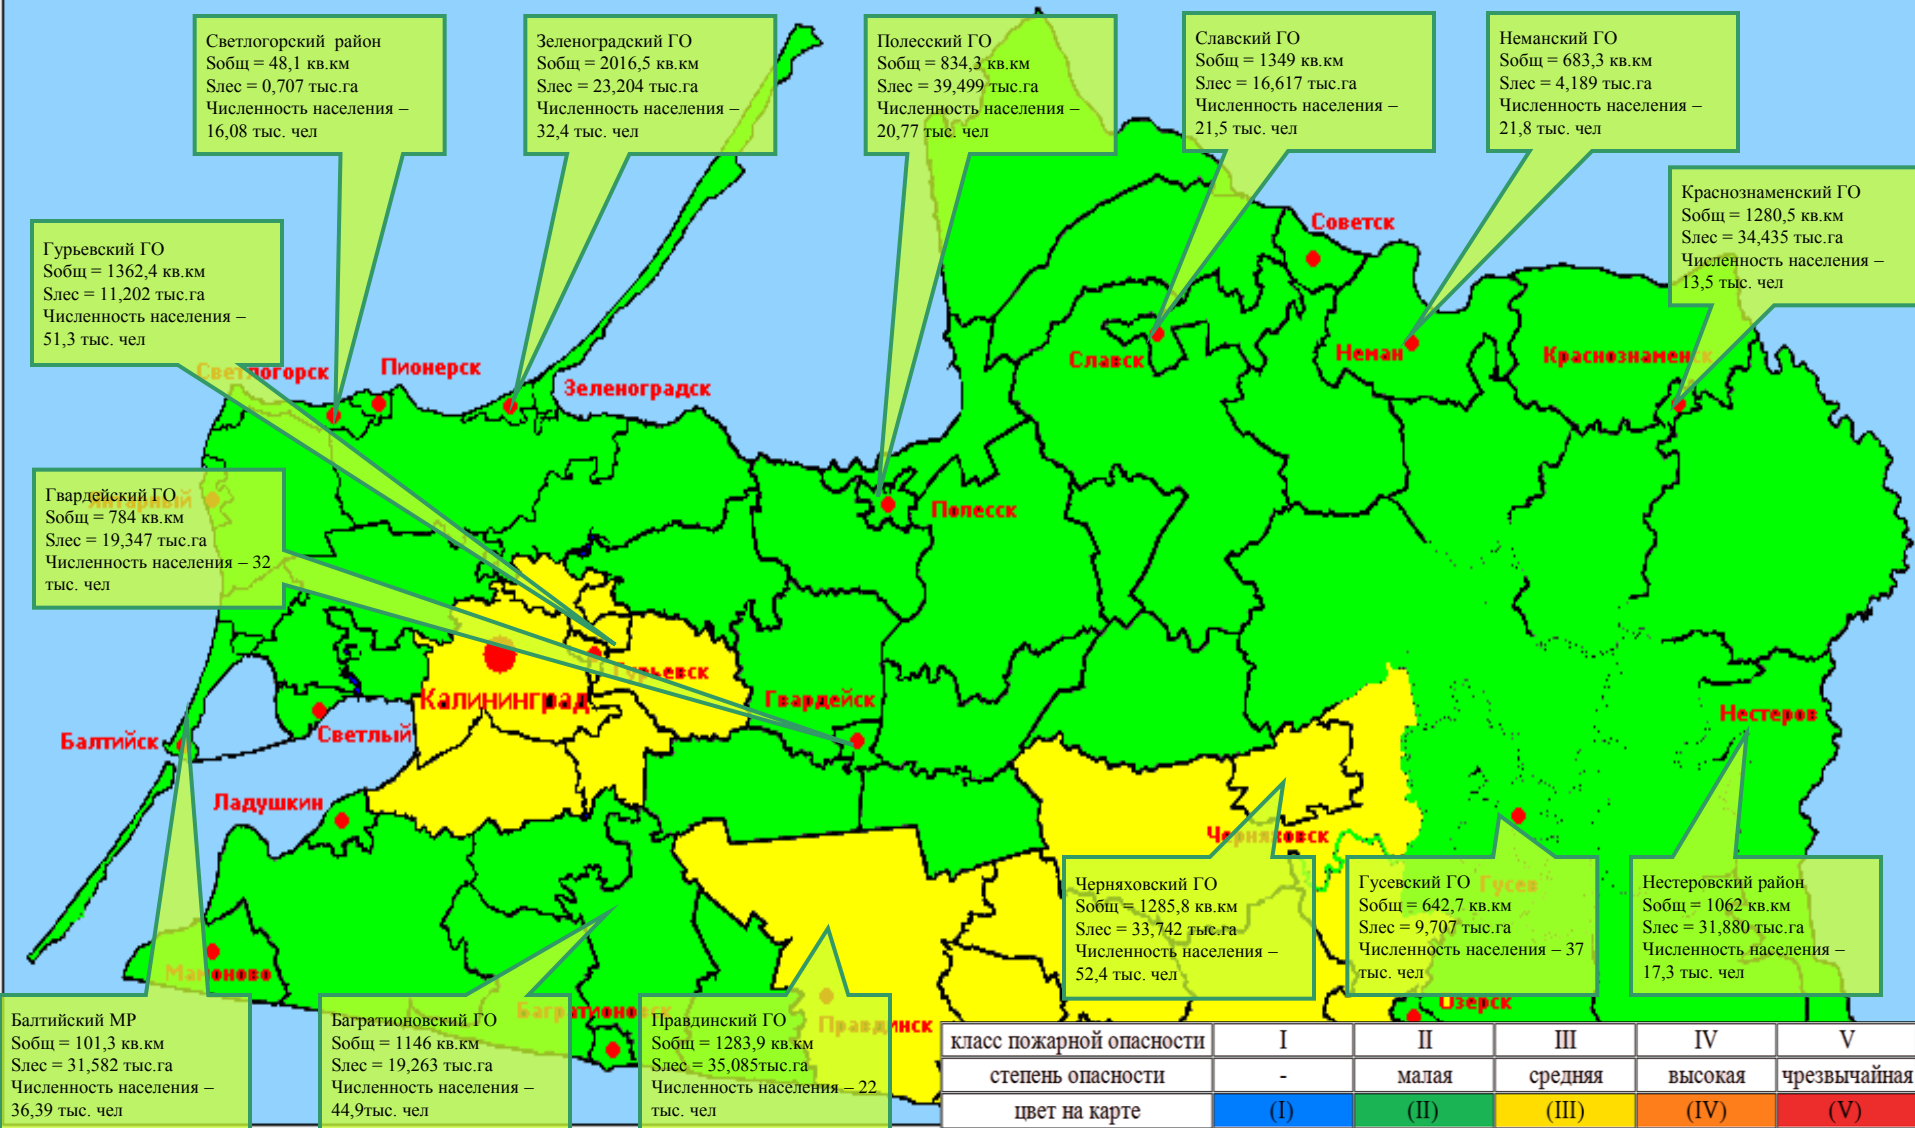 Светлогорский район
Sобщ = 48,1 кв.км
Sлес = 0,707 тыс.га
Численность населения –
16,08 тыс. чел
Зеленоградский ГО
Sобщ = 2016,5 кв.км
Sлес = 23,204 тыс.га
Численность населения –
32,4 тыс. чел
Полесский ГО
Sобщ = 834,3 кв.км
Sлес = 39,499 тыс.га
Численность населения –
20,77 тыс. чел
Славский ГО
Sобщ = 1349 кв.км
Sлес = 16,617 тыс.га
Численность населения –
21,5 тыс. чел
Неманский ГО
Sобщ = 683,3 кв.км
Sлес = 4,189 тыс.га
Численность населения –
21,8 тыс. чел
Краснознаменский ГО
Sобщ = 1280,5 кв.км
Sлес = 34,435 тыс.га
Численность населения –
13,5 тыс. чел
Гурьевский ГО
Sобщ = 1362,4 кв.км
Sлес = 11,202 тыс.га
Численность населения –
51,3 тыс. чел
Советск
Светлогорск
Пионерск
Зеленоградск
Славск
Неман
Краснознаменск
Гвардейский ГО
Sобщ = 784 кв.км
Sлес = 19,347 тыс.га
Численность населения – 32
тыс. чел
Янтарный
Полесск
Гурьевск
Калининград
Гвардейск
Нестеров
Балтийск
Светлый
Ладушкин
Черняховск
Гусев
Мамоново
Багратионовск
Правдинск
Озерск
Черняховский ГО
Sобщ = 1285,8 кв.км
Sлес = 33,742 тыс.га
Численность населения –
52,4 тыс. чел
Гусевский ГО
Sобщ = 642,7 кв.км
Sлес = 9,707 тыс.га
Численность населения – 37
тыс. чел
Нестеровский район
Sобщ = 1062 кв.км
Sлес = 31,880 тыс.га
Численность населения –
17,3 тыс. чел
Балтийский МР
Sобщ = 101,3 кв.км
Sлес = 31,582 тыс.га
Численность населения –
36,39 тыс. чел
Багратионовский ГО
Sобщ = 1146 кв.км
Sлес = 19,263 тыс.га
Численность населения –
44,9тыс. чел
Правдинский ГО
Sобщ = 1283,9 кв.км
Sлес = 35,085тыс.га
Численность населения – 22
тыс. чел
класс пожарной опасности I II III IV V
степень опасности - малая средняя высокая чрезвычайная
цвет на карте (I) (II) (III) (IV) (V)